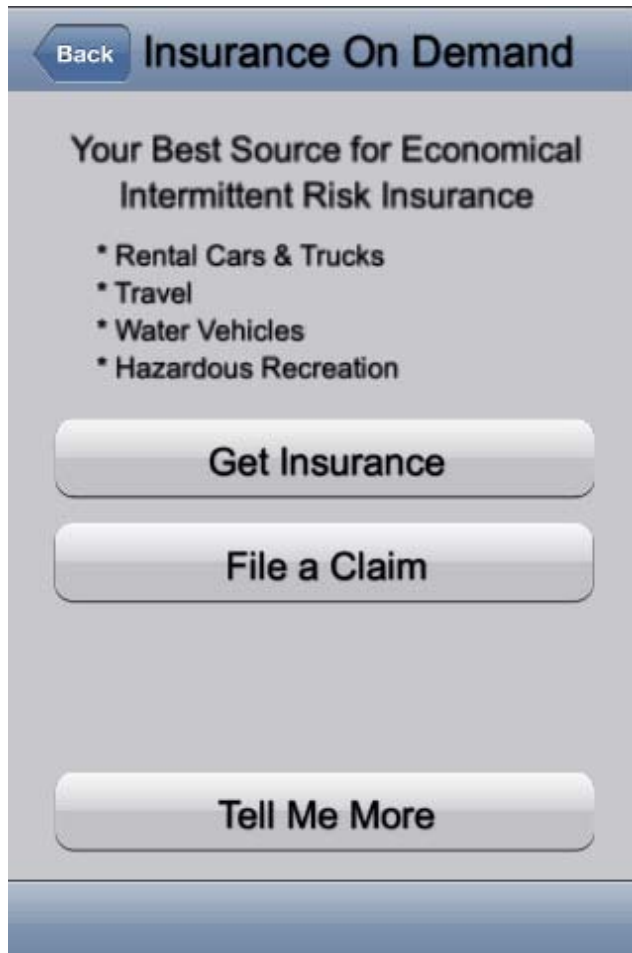 Back Insurance On Demand
Your Best Source for Economical
Intermittent Risk Insurance
* Rental Cars & Trucks
* Travel
* Water Vehicles
* Hazardous Recreation
Get Insurance
File a Claim
Tell Me More